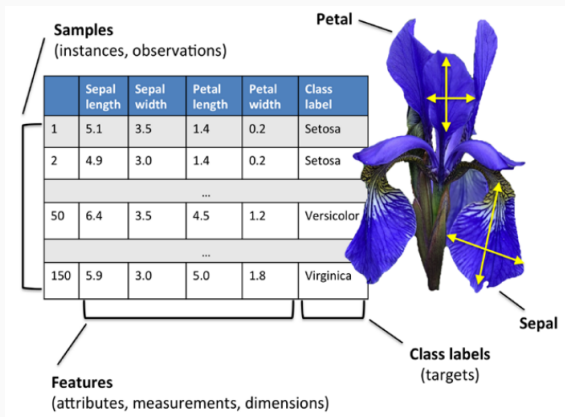 Petal
Samples
(instances, observations)
Sepal length Sepal width Petal length Petal width Class label
1 5.1 3.5 1.4 0.2 Setosa
2 4.9 3.0 1.4 0.2 Setosa
...
50 6.4 3.5 4.5 1.2 Versicolor
...
150 5.9 3.0 5.0 1.8 Virginica
Sepal
Class labels
(targets)
Features
(attributes, measurements, dimensions)